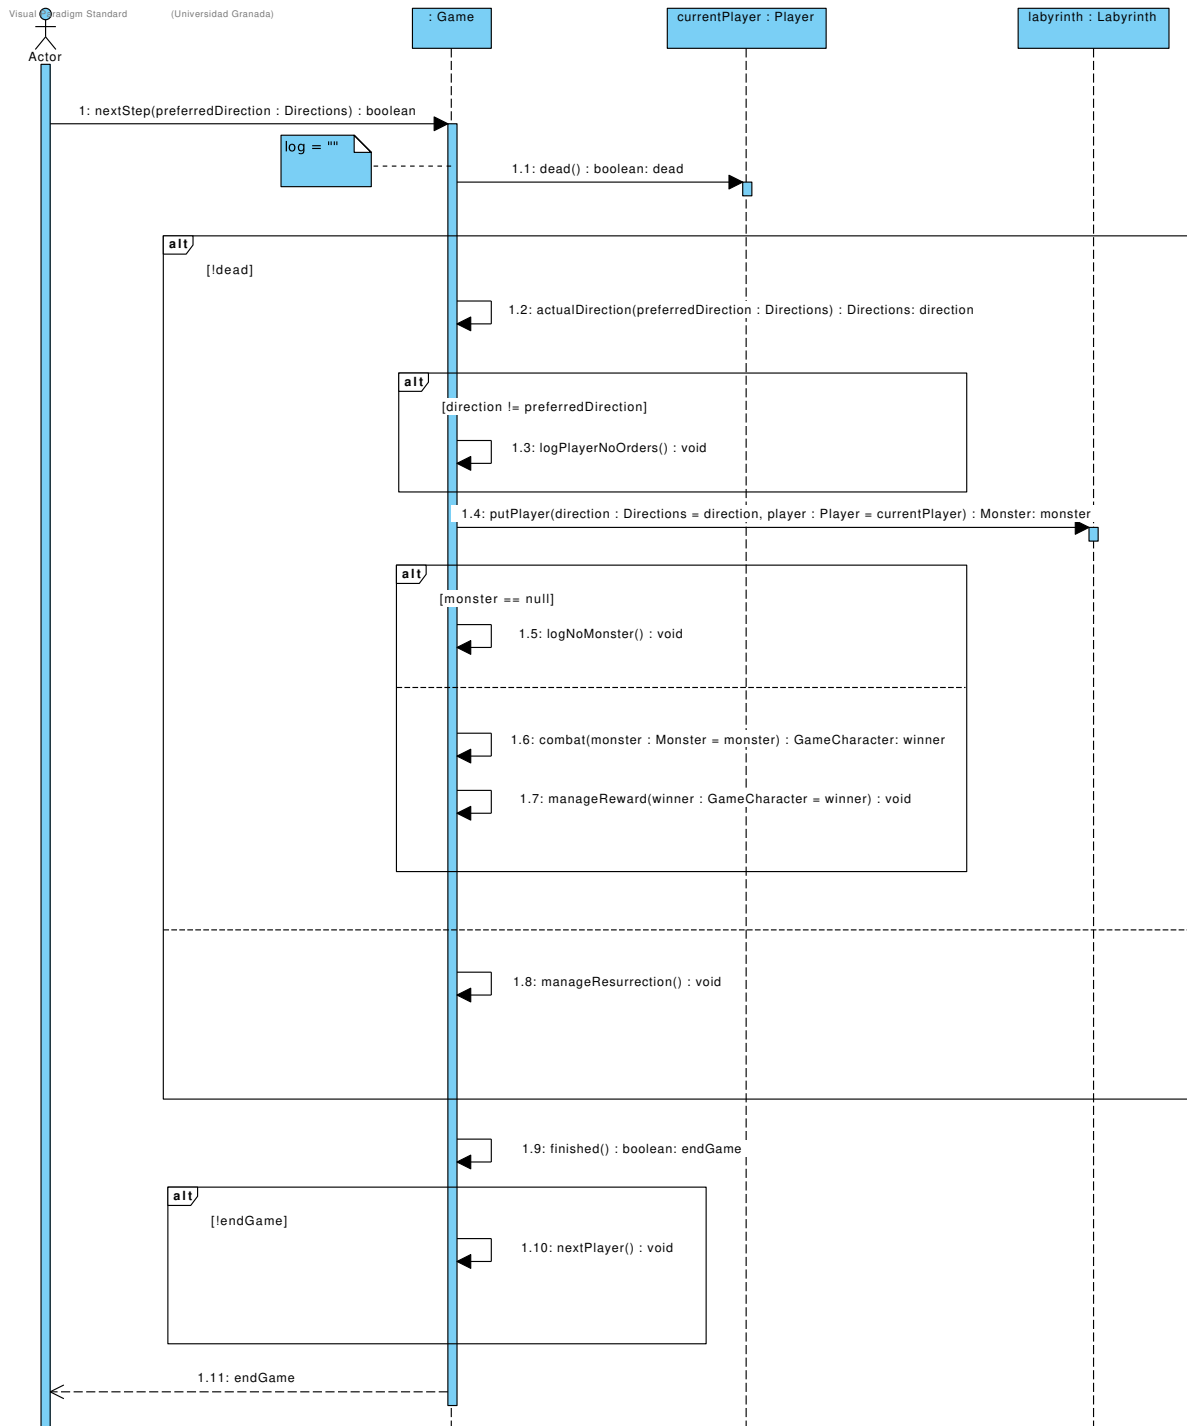 Visual Paradigm Standard (Universidad Granada)
Actor
: Game
currentPlayer : Player
labyrinth : Labyrinth
1: nextStep(preferredDirection : Directions) : boolean
log = ""
1.1: dead() : boolean: dead
alt
[!dead]
1.2: actualDirection(preferredDirection : Directions) : Directions: direction
alt
[direction != preferredDirection]
1.3: logPlayerNoOrders() : void
1.4: putPlayer(direction : Directions = direction, player : Player = currentPlayer) : Monster: monster
alt
[monster == null]
1.5: logNoMonster() : void
1.6: combat(monster : Monster = monster) : GameCharacter: winner
1.7: manageReward(winner : GameCharacter = winner) : void
1.8: manageResurrection() : void
1.9: finished() : boolean: endGame
alt
[!endGame]
1.10: nextPlayer() : void
1.11: endGame